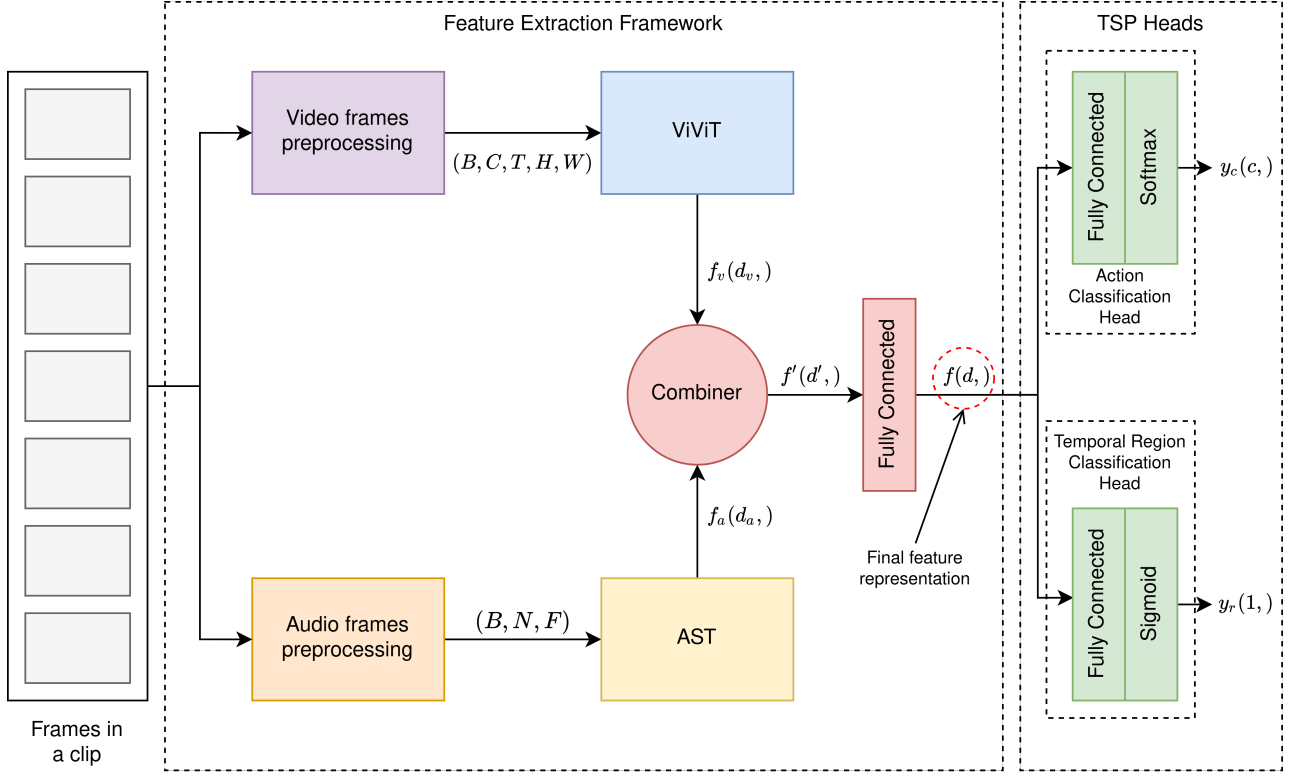 Feature Extraction Framework
TSP Heads
Video frames
preprocessing
(B, C, T, H, W)
ViViT
f_v(d_v,)
Combiner
f'(d',)
Fully Connected
f(d,)
Final feature
representation
f_a(d_a,)
Audio frames
preprocessing
(B, N, F)
AST
Frames in
a clip
Fully Connected
Softmax
y_c(c,)
Action
Classification
Head
Temporal Region
Classification
Head
Fully Connected
Sigmoid
y_r(1,)